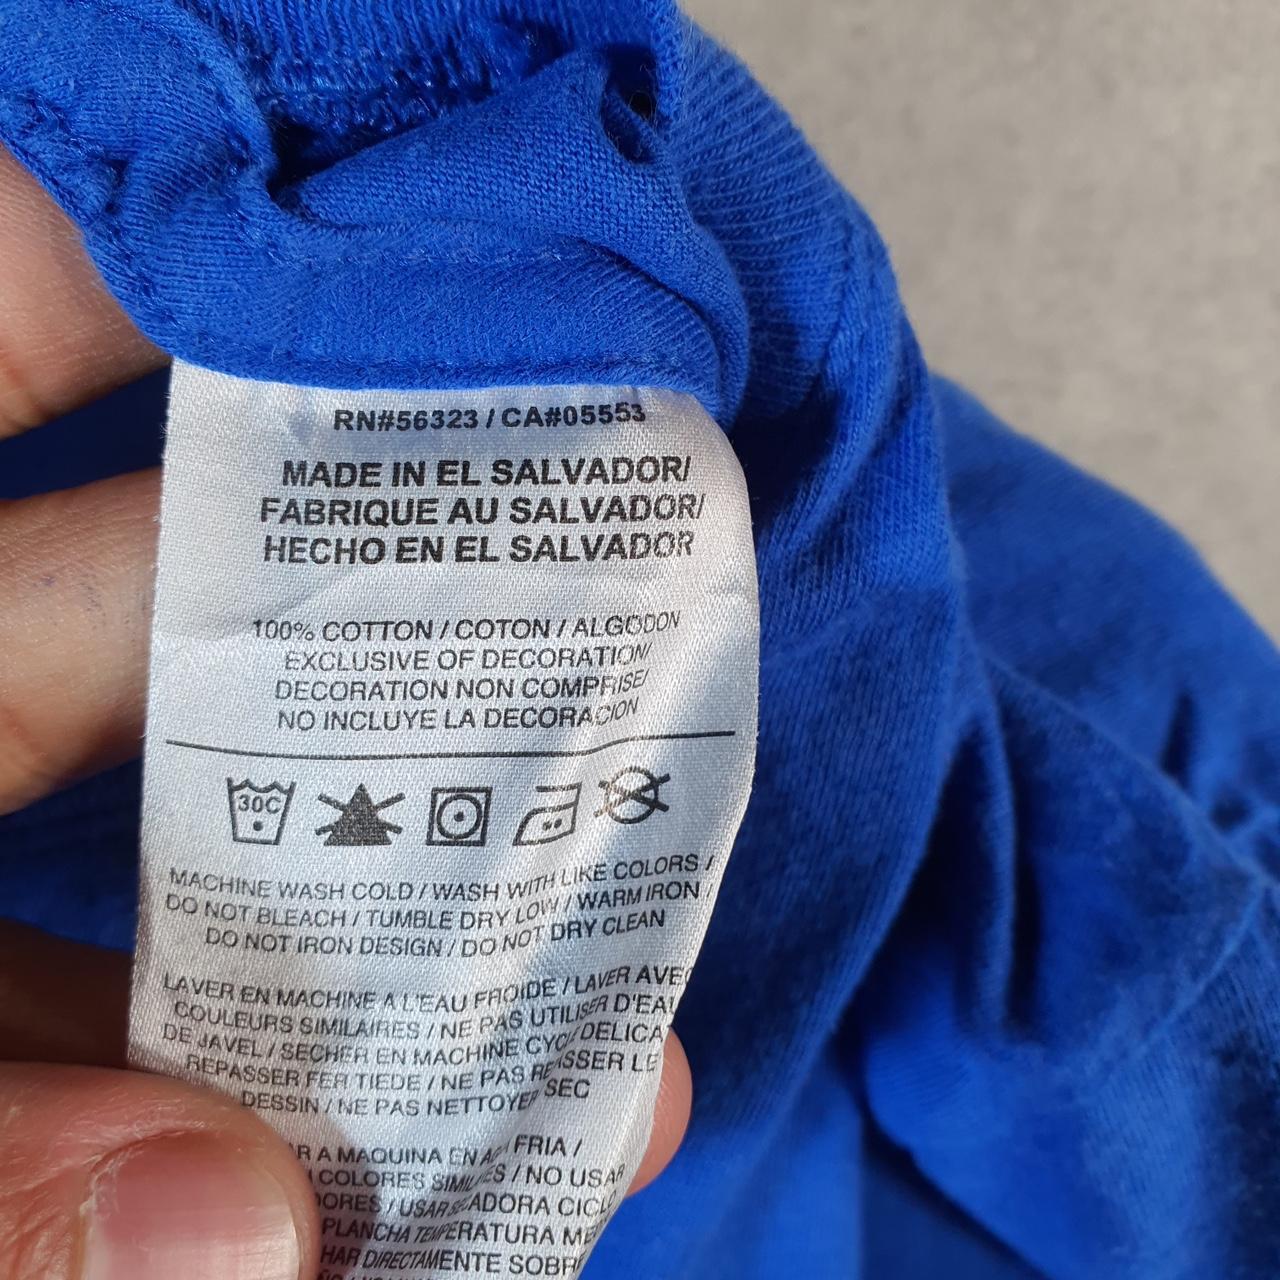 RN#56323 / CA#05553
MADE IN EL SALVADOR/
FABRIQUE AU SALVADOR/
HECHO EN EL SALVADOR
100% COTTON / COTON / ALGODON
EXCLUSIVE OF DECORATION/
DECORATION NON COMPRISE/
NO INCLUYE LA DECORACION
30C
MACHINE WASH COLD / WASH WITH LIKE COLORS /
DO NOT BLEACH / TUMBLE DRY LOW / WARM IRON /
DO NOT IRON DESIGN / DO NOT DRY CLEAN
LAVER EN MACHINE A L'EAU FROIDE / LAVER AVEC
COULEURS SIMILAIRES / NE PAS UTILISER D'EAU
DE JAVEL / SECHER EN MACHINE CYCLE DELICA
REPASSER FER TIEDE / NE PAS REPASSER LE
DESSIN / NE PAS NETTOYER SEC
R A MAQUINA EN AGUA FRIA /
COLORES SIMILARES / NO USAR
DORES / USAR SECADORA CICLO
PLANCHA TEMPERATURA ME
HAR DIRECTAMENTE SOBR